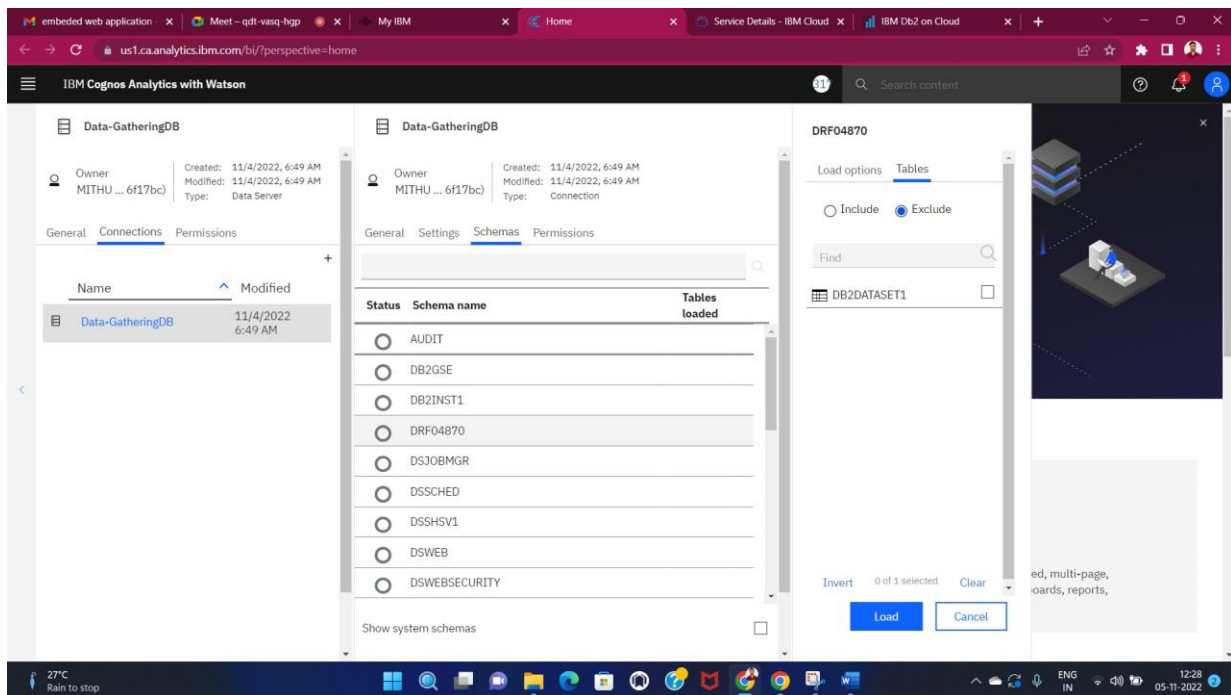 embeded web application
Meet – qdt-vasq-hgp
My IBM
Home
Service Details - IBM Cloud
IBM Db2 on Cloud
us1.ca.analytics.ibm.com/bi/?perspective=home
IBM Cognos Analytics with Watson
Search content
Data-GatheringDB
Owner
MITHU ... 6f17bc)
Created: 11/4/2022, 6:49 AM
Modified: 11/4/2022, 6:49 AM
Type: Data Server
General Connections Permissions
+
Name Modified
Data-GatheringDB
11/4/2022
6:49 AM
Data-GatheringDB
Owner
MITHU ... 6f17bc)
Created: 11/4/2022, 6:49 AM
Modified: 11/4/2022, 6:49 AM
Type: Connection
General Settings Schemas Permissions
Status Schema name Tables
loaded
AUDIT
DB2GSE
DB2INST1
DRF04870
DSJOBMGR
DSSCHED
DSSHSV1
DSWEB
DSWEBSECURITY
Show system schemas
DRF04870
Load options Tables
Include Exclude
Find
DB2DATASET1
Invert 0 of 1 selected Clear
Load Cancel
ed, multi-page,
oards, reports,
27°C
Rain to stop
ENG
IN
12:28
05-11-2022
2